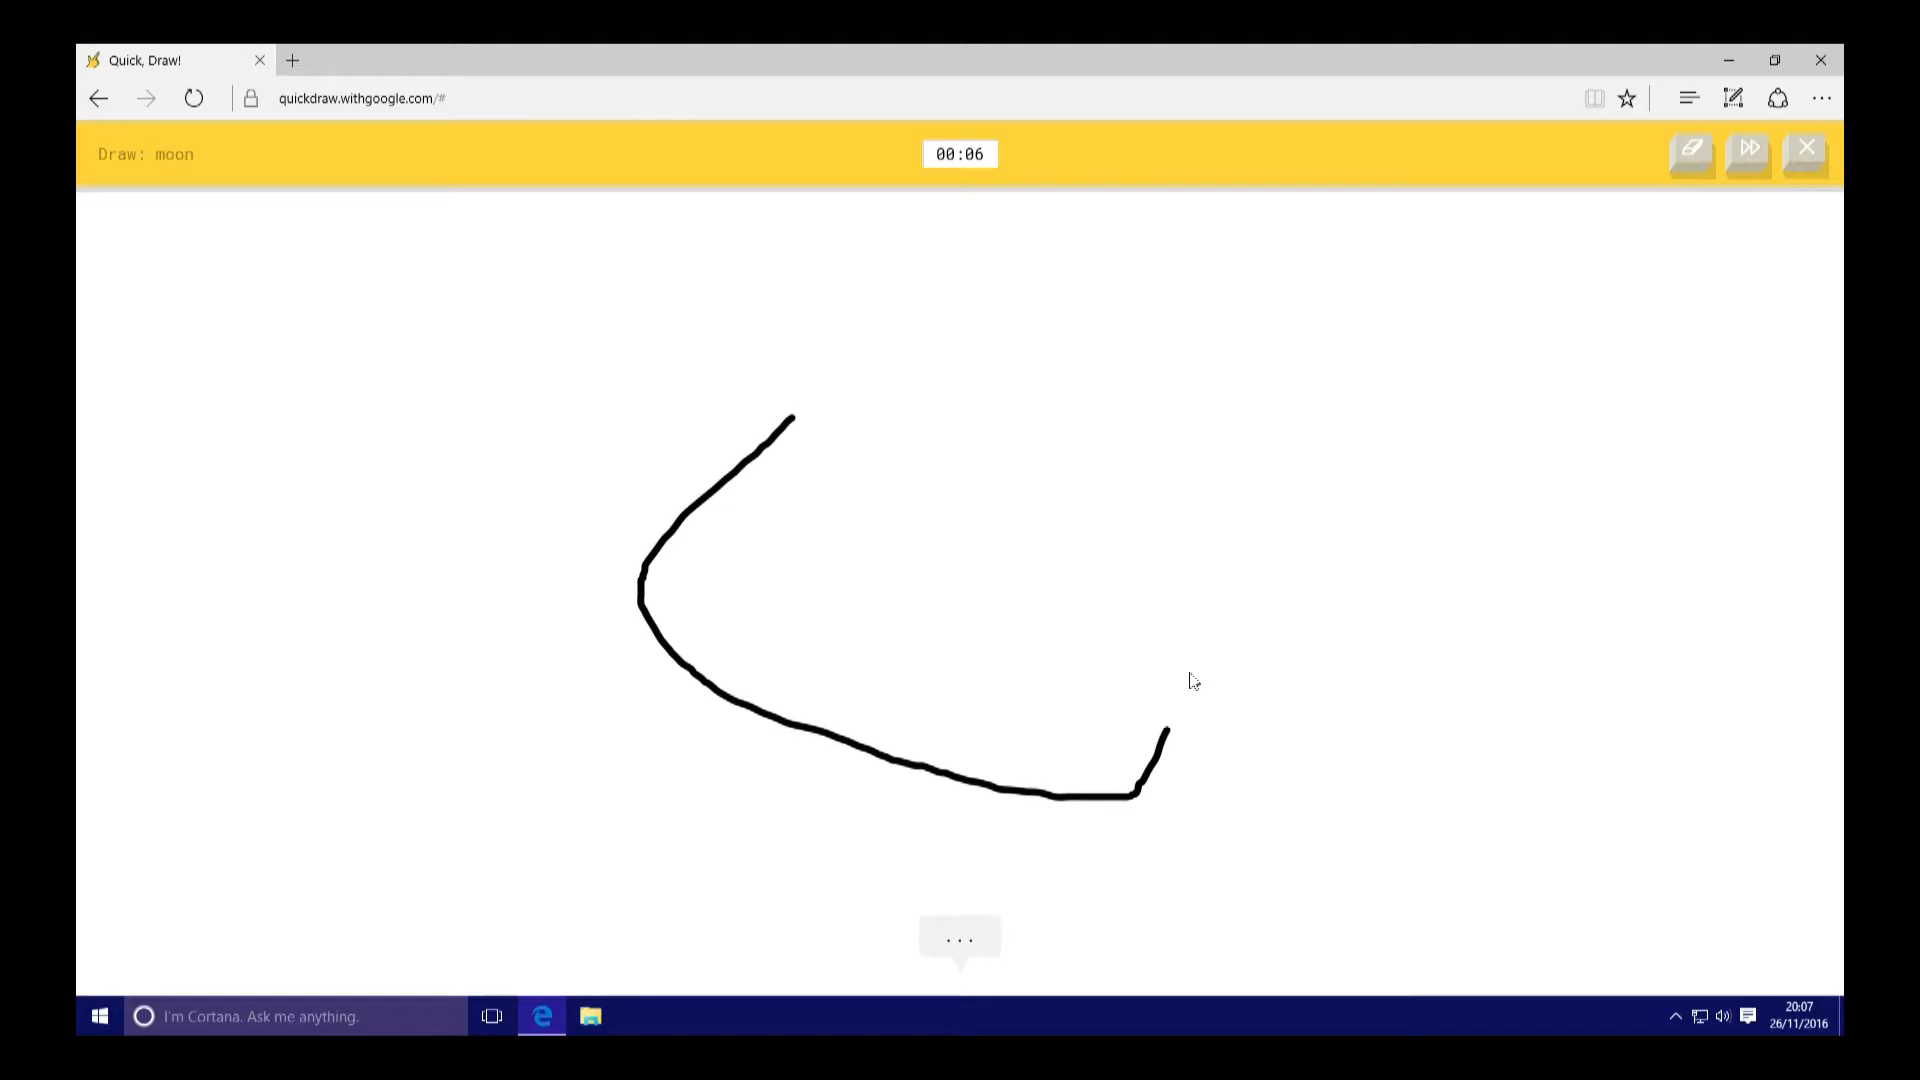 Quick, Draw!
quickdraw.withgoogle.com/#
Draw: moon
00:06
...
I'm Cortana. Ask me anything.
20:07
26/11/2016